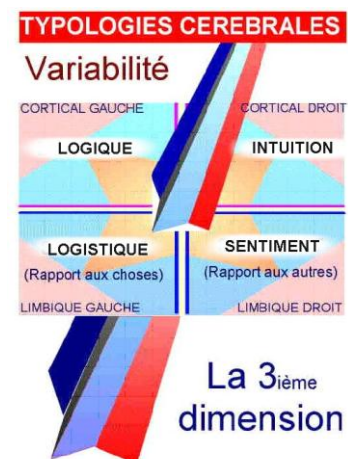 TYPOLOGIES CEREBRALES
Variabilité
CORTICAL GAUCHE CORTICAL DROIT
LOGIQUE INTUITION
LOGISTIQUE SENTIMENT
(Rapport aux choses) (Rapport aux autres)
LIMBIQUE GAUCHE LIMBIQUE DROIT
La 3ième
dimension